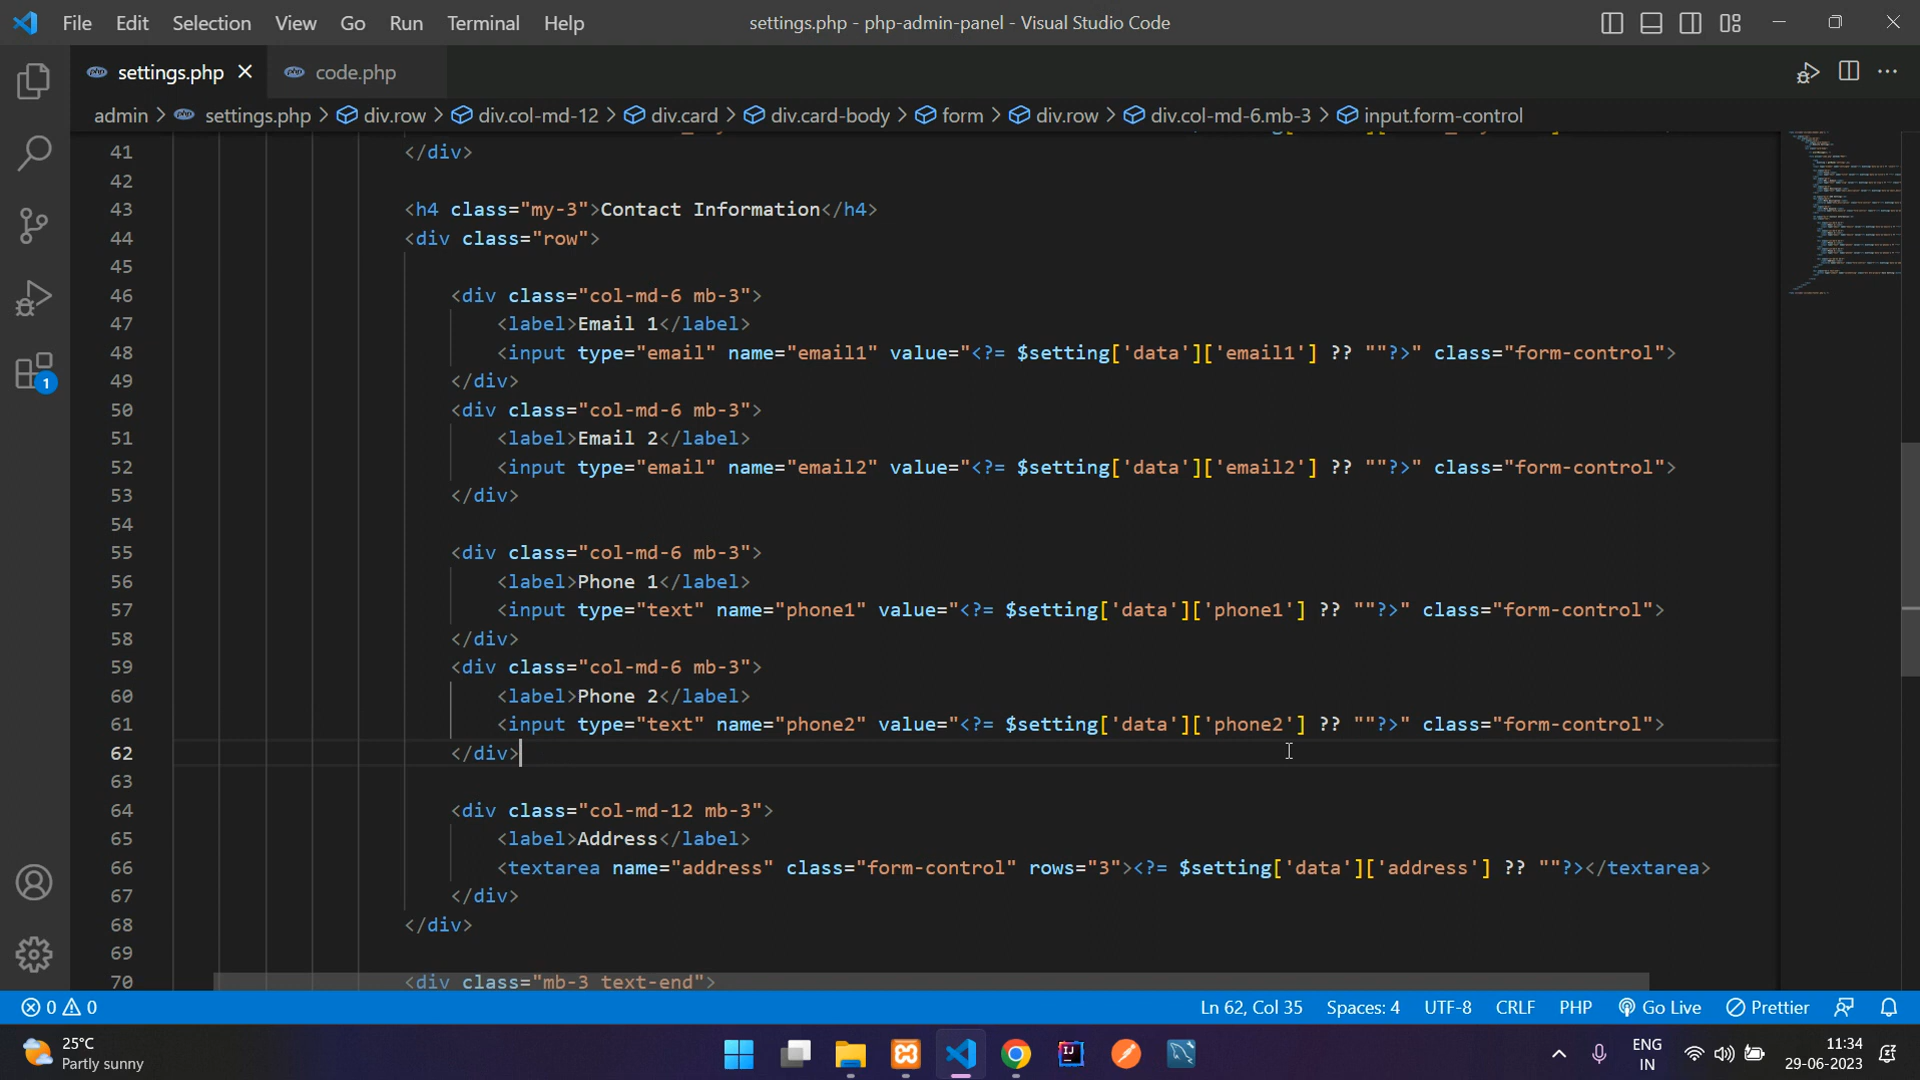 File Edit Selection View Go Run Terminal Help settings.php - php-admin-panel - Visual Studio Code
settings.php code.php
admin > settings.php > div.row > div.col-md-12 > div.card > div.card-body > form > div.row > div.col-md-6.mb-3 > input.form-control
41 </div>
42
43 <h4 class="my-3">Contact Information</h4>
44 <div class="row">
45
46 <div class="col-md-6 mb-3">
47 <label>Email 1</label>
48 <input type="email" name="email1" value="<?= $setting['data']['email1'] ?? ""?>" class="form-control">
49 </div>
50 <div class="col-md-6 mb-3">
51 <label>Email 2</label>
52 <input type="email" name="email2" value="<?= $setting['data']['email2'] ?? ""?>" class="form-control">
53 </div>
54
55 <div class="col-md-6 mb-3">
56 <label>Phone 1</label>
57 <input type="text" name="phone1" value="<?= $setting['data']['phone1'] ?? ""?>" class="form-control">
58 </div>
59 <div class="col-md-6 mb-3">
60 <label>Phone 2</label>
61 <input type="text" name="phone2" value="<?= $setting['data']['phone2'] ?? ""?>" class="form-control">
62 </div>
63
64 <div class="col-md-12 mb-3">
65 <label>Address</label>
66 <textarea name="address" class="form-control" rows="3"><?= $setting['data']['address'] ?? ""?></textarea>
67 </div>
68 </div>
69
70 <div class="mb-3 text-end">
1
0 0 Ln 62, Col 35 Spaces: 4 UTF-8 CRLF PHP Go Live Prettier
25°C
Partly sunny
IJ
ENG
IN
11:34
29-06-2023